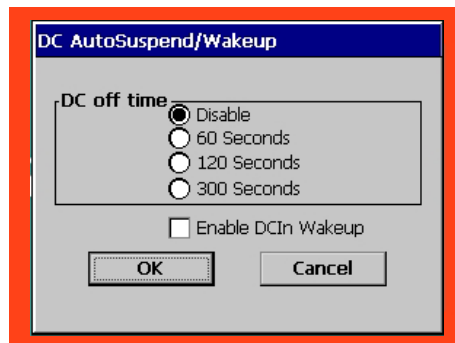 DC AutoSuspend/Wakeup
DC off time
Disable
60 Seconds
120 Seconds
300 Seconds
Enable DCIn Wakeup
OK Cancel